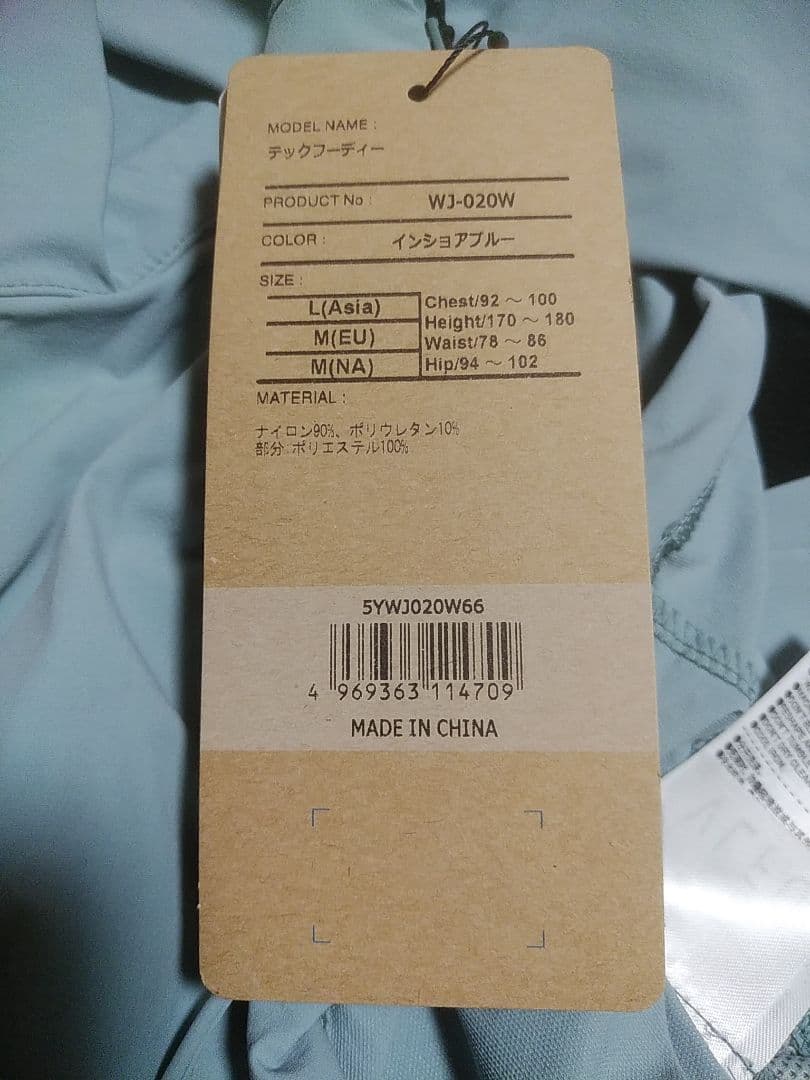 MODEL NAME :
テックフーディー
PRODUCT No : WJ-020W
COLOR : インショアブルー
SIZE :
L(Asia)
M(EU)
M(NA)
Chest/92 ～ 100
Height/170 ～ 180
Waist/78 ～ 86
Hip/94 ～ 102
MATERIAL :
ナイロン90%、ポリウレタン10%
部分:ポリエステル100%
5YWJ020W66
4 969363 114709
MADE IN CHINA